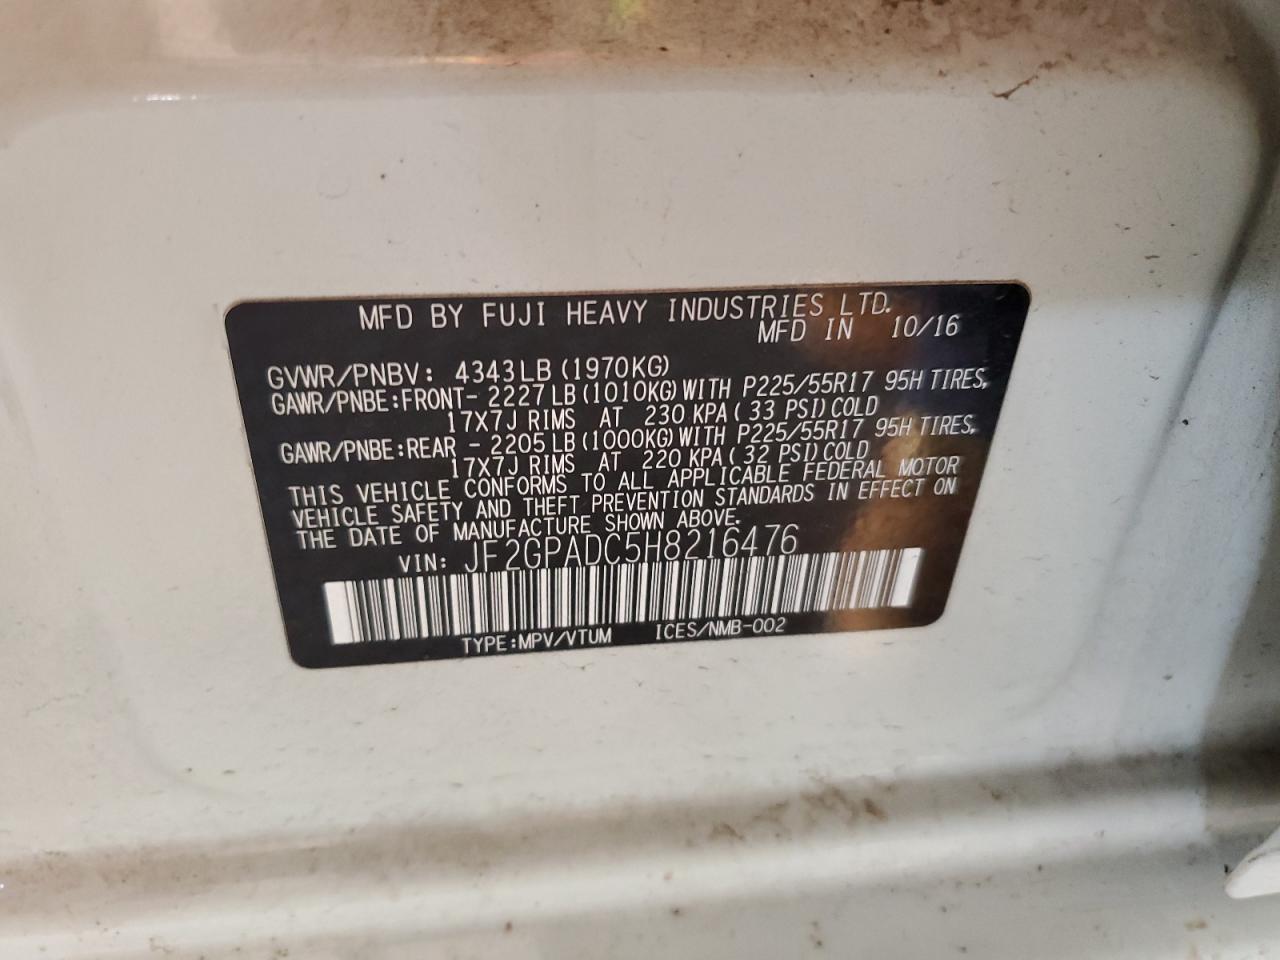 MFD BY FUJI HEAVY INDUSTRIES LTD.
MFD IN 10/16
GVWR/PNBV: 4343LB (1970KG)
GAWR/PNBE:FRONT- 2227LB (1010KG) WITH P225/55R17 95H TIRES,
17X7J RIMS AT 230 KPA ( 33 PSI) COLD
GAWR/PNBE:REAR - 2205LB (1000KG) WITH P225/55R17 95H TIRES,
17X7J RIMS AT 220 KPA ( 32 PSI) COLD
THIS VEHICLE CONFORMS TO ALL APPLICABLE FEDERAL MOTOR
VEHICLE SAFETY AND THEFT PREVENTION STANDARDS IN EFFECT ON
THE DATE OF MANUFACTURE SHOWN ABOVE.
VIN: JF2GPADC5H8216476
TYPE:MPV/VTUM ICES/NMB-002